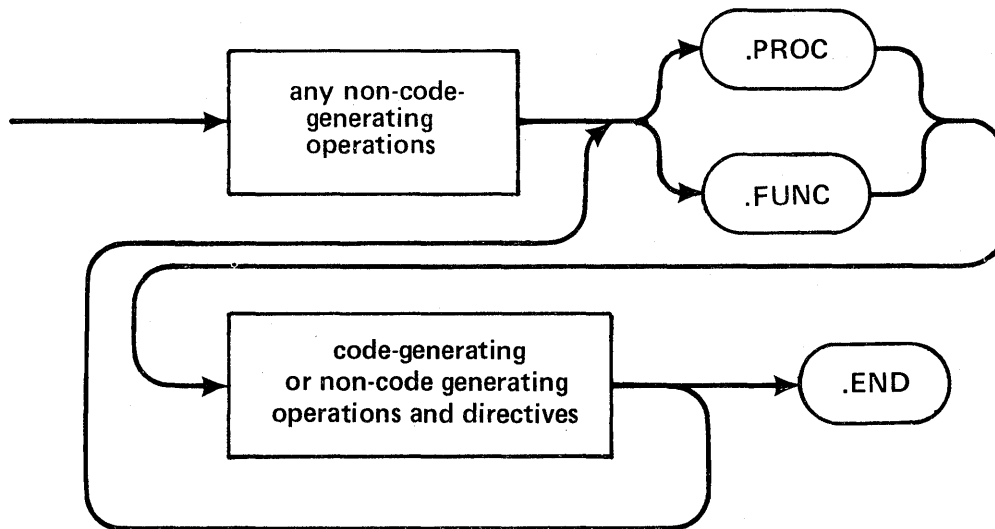 any non-code-
generating
operations
.PROC
.FUNC
code-generating
or non-code generating
operations and directives
.END